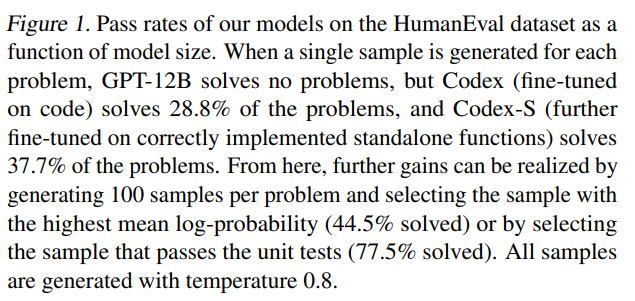 Figure 1. Pass rates of our models on the HumanEval dataset as a
function of model size. When a single sample is generated for each
problem, GPT-12B solves no problems, but Codex (fine-tuned
on code) solves 28.8% of the problems, and Codex-S (further
fine-tuned on correctly implemented standalone functions) solves
37.7% of the problems. From here, further gains can be realized by
generating 100 samples per problem and selecting the sample with
the highest mean log-probability (44.5% solved) or by selecting
the sample that passes the unit tests (77.5% solved). All samples
are generated with temperature 0.8.